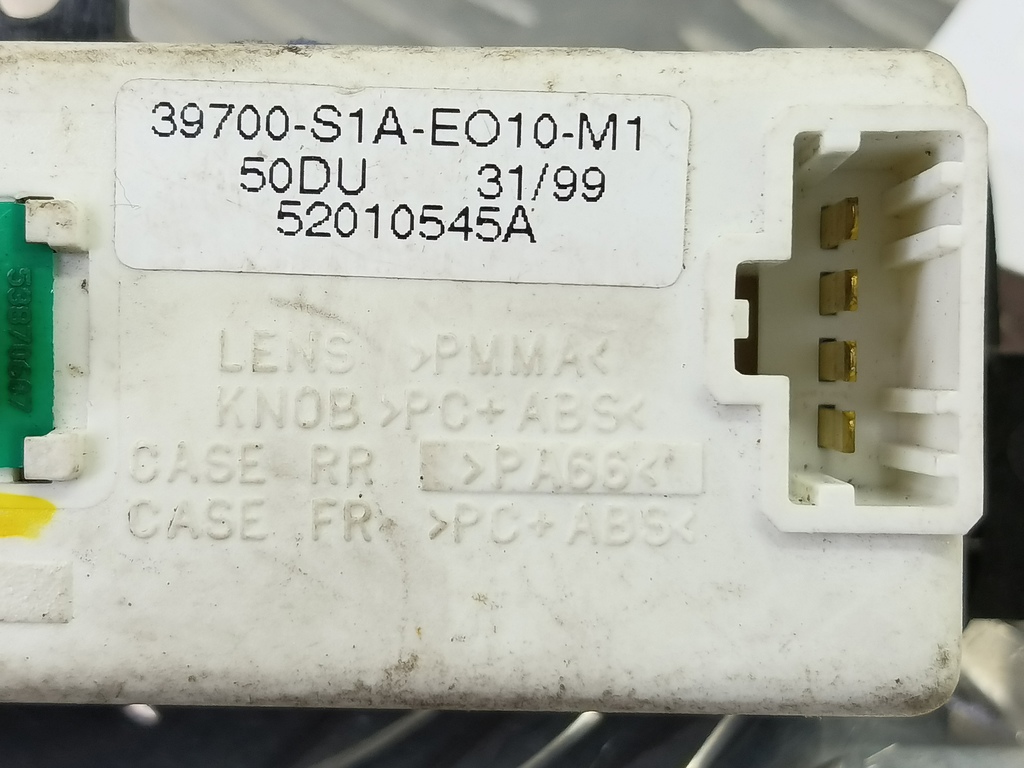 39700-S1A-EO10-M1
50DU 31/99
52010545A
LENS >PMMA<
KNOB >PC+ABS<
CASE RR >PA66<
CASE FR >PC+ABS<